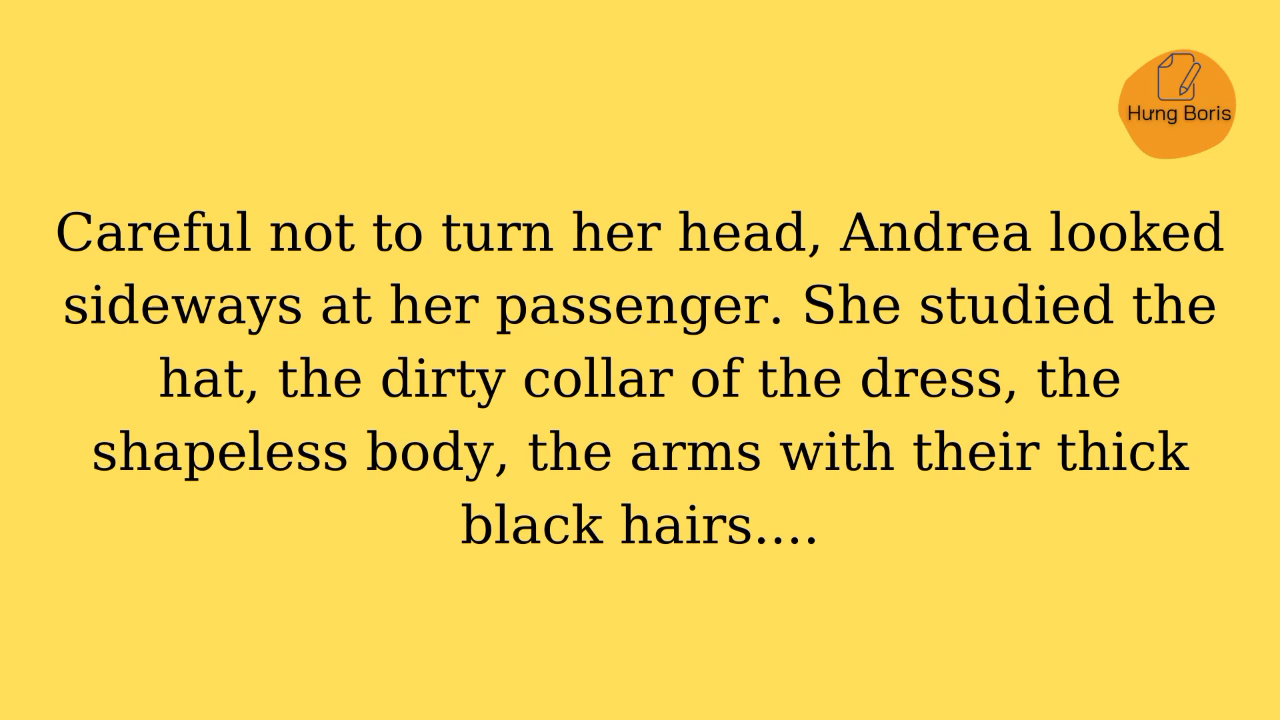 Hưng Boris
Careful not to turn her head, Andrea looked
sideways at her passenger. She studied the
hat, the dirty collar of the dress, the
shapeless body, the arms with their thick
black hairs....